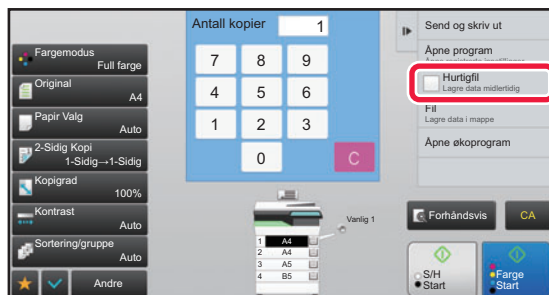 Antall kopier 1
7 8 9
4 5 6
1 2 3
0 C
Fargemodus
Full farge
Original
A4
Papir Valg
Auto
2-Sidig Kopi
1-Sidig→1-Sidig
Kopigrad
100%
Kontrast
Auto
Sortering/gruppe
Auto
Andre
Vanlig 1
1 A4
2 A4
3 A5
4 B5
Send og skriv ut
Åpne program
Hurtigfil
Lagre data midlertidig
Fil
Lagre data i mappe
Åpne økoprogram
Forhåndsvis
CA
S/H
Start
Farge
Start